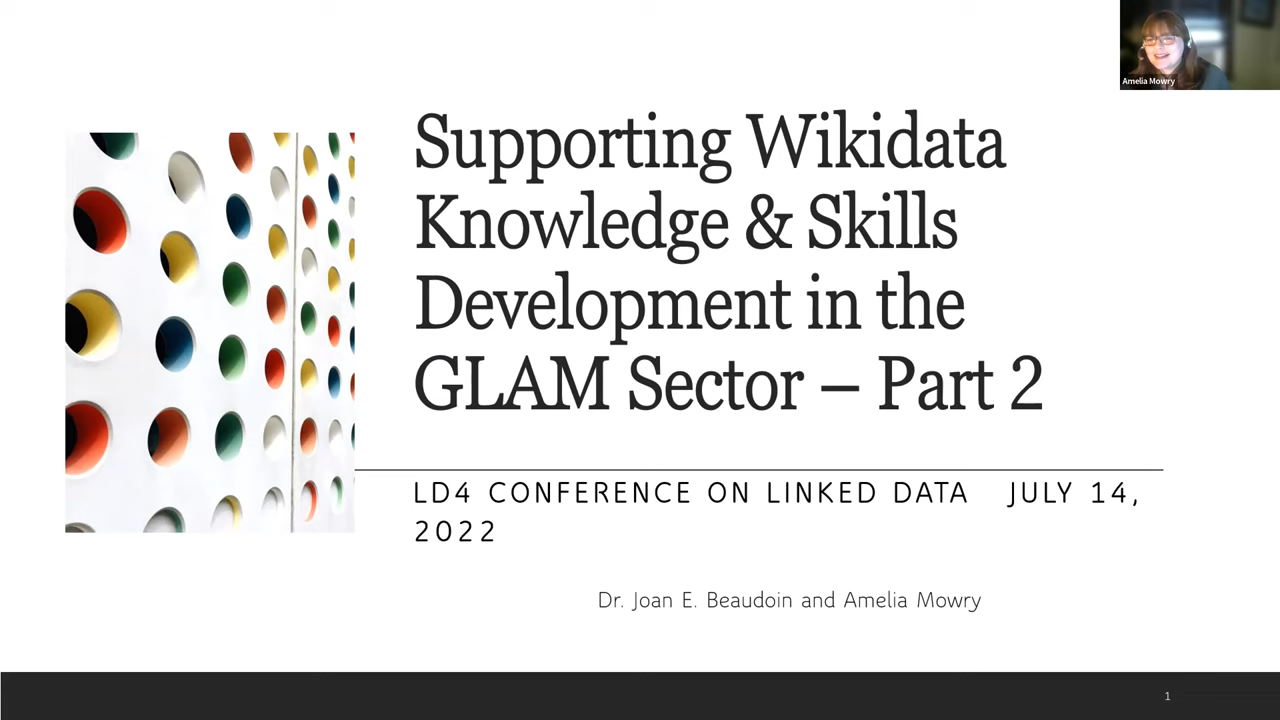 Amelia Mowry
Supporting Wikidata
Knowledge & Skills
Development in the
GLAM Sector – Part 2
LD4 CONFERENCE ON LINKED DATA JULY 14,
2022
Dr. Joan E. Beaudoin and Amelia Mowry
1